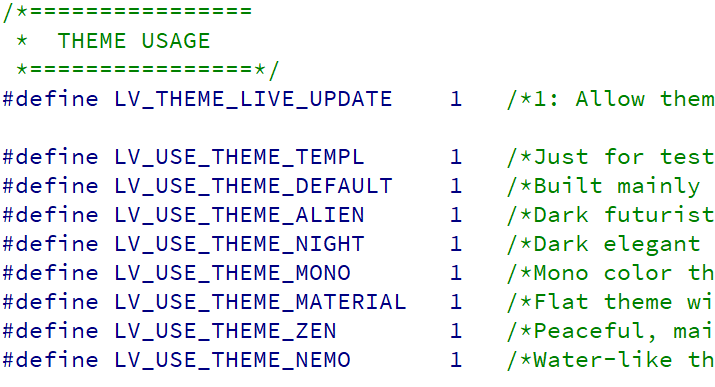 /*================
 *  THEME USAGE
 *================*/
#define LV_THEME_LIVE_UPDATE    1   /*1: Allow them
#define LV_USE_THEME_TEMPL      1   /*Just for test
#define LV_USE_THEME_DEFAULT    1   /*Built mainly
#define LV_USE_THEME_ALIEN      1   /*Dark futurist
#define LV_USE_THEME_NIGHT      1   /*Dark elegant
#define LV_USE_THEME_MONO       1   /*Mono color th
#define LV_USE_THEME_MATERIAL   1   /*Flat theme wi
#define LV_USE_THEME_ZEN        1   /*Peaceful, mai
#define LV_USE_THEME_NEMO       1   /*Water-like th